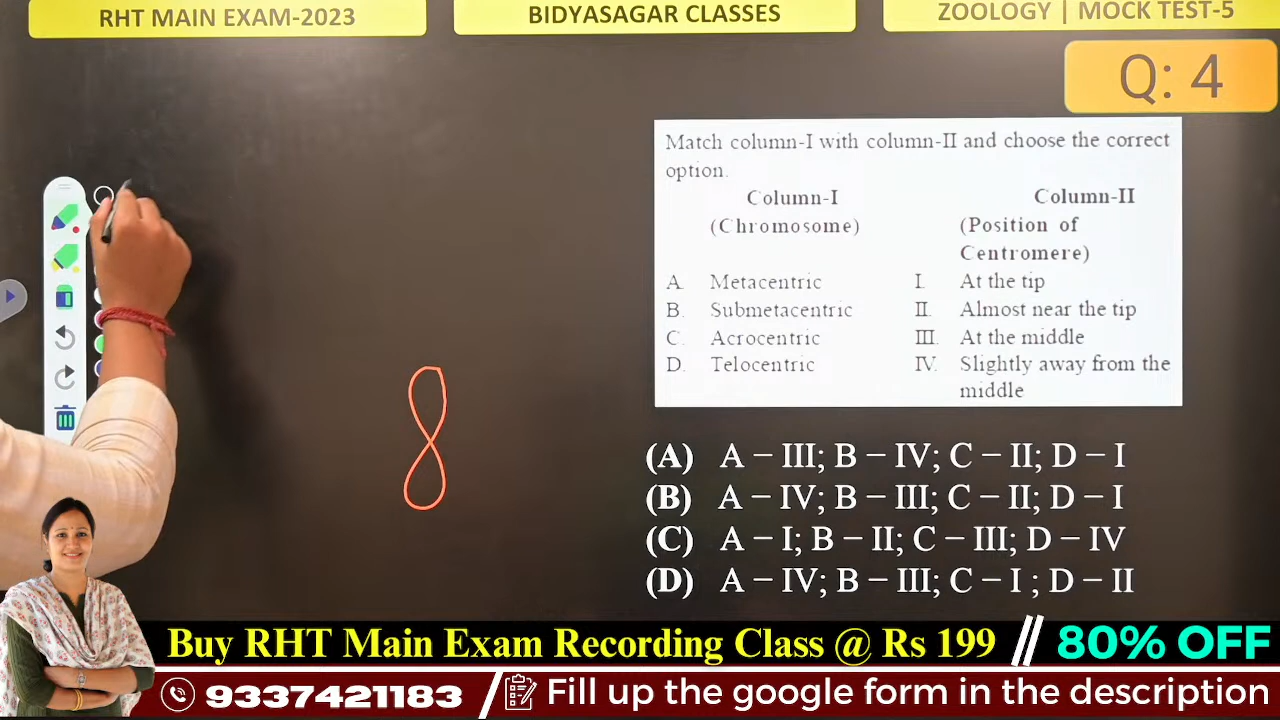 RHT MAIN EXAM-2023
BIDYASAGAR CLASSES
ZOOLOGY | MOCK TEST-5
Q: 4
Match column-I with column-II and choose the correct
option.
Column-I Column-II
(Chromosome) (Position of
Centromere)
A. Metacentric I. At the tip
B. Submetacentric II. Almost near the tip
C. Acrocentric III. At the middle
D. Telocentric IV. Slightly away from the
middle
(A) A – III; B – IV; C – II; D – I
(B) A – IV; B – III; C – II; D – I
(C) A – I; B – II; C – III; D – IV
(D) A – IV; B – III; C – I ; D – II
8
Buy RHT Main Exam Recording Class @ Rs 199 // 80% OFF
9337421183 / Fill up the google form in the description